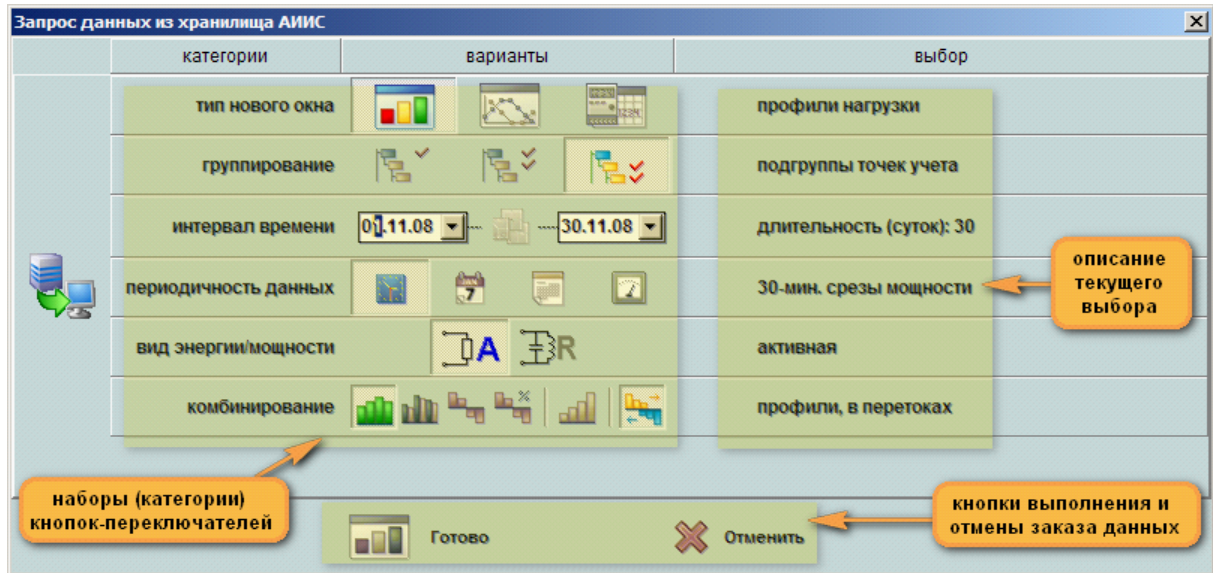 Запрос данных из хранилища АИИС
категории варианты выбор
тип нового окна профили нагрузки
группирование подгруппы точек учета
интервал времени 01.11.08 30.11.08 длительность (суток): 30
периодичность данных 7 30-мин. срезы мощности
описание
текущего
выбора
вид энергии/мощности A R активная
комбинирование % профили, в перетоках
наборы (категории)
кнопок-переключателей
Готово Отменить
кнопки выполнения и
отмены заказа данных